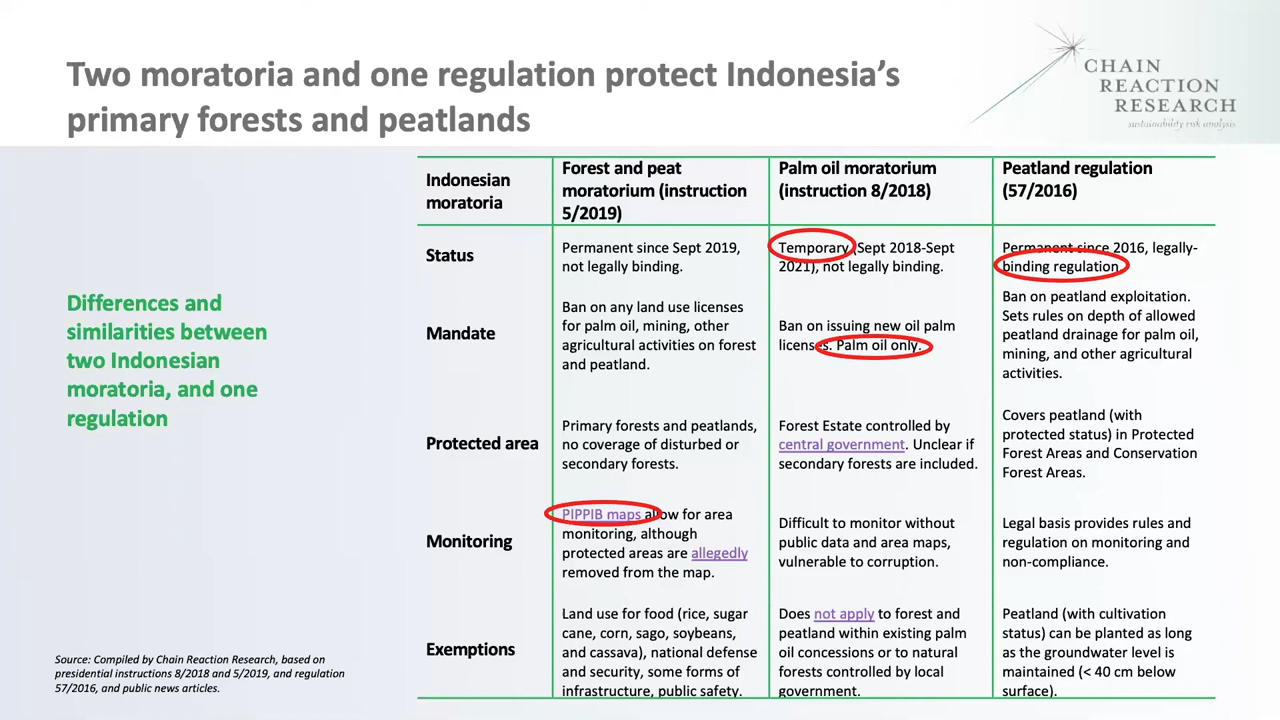 Two moratoria and one regulation protect Indonesia's
primary forests and peatlands
CHAIN
REACTION
RESEARCH
sustainability risk analysis
Differences and
similarities between
two Indonesian
moratoria, and one
regulation
Indonesian
moratoria
Forest and peat
moratorium (instruction
5/2019)
Palm oil moratorium
(instruction 8/2018)
Peatland regulation
(57/2016)
Status
Permanent since Sept 2019,
not legally binding.
Temporary (Sept 2018-Sept
2021), not legally binding.
Permanent since 2016, legally-
binding regulation
Mandate
Ban on any land use licenses
for palm oil, mining, other
agricultural activities on forest
and peatland.
Ban on issuing new oil palm
licenses. Palm oil only.
Ban on peatland exploitation.
Sets rules on depth of allowed
peatland drainage for palm oil,
mining, and other agricultural
activities.
Protected area
Primary forests and peatlands,
no coverage of disturbed or
secondary forests.
Forest Estate controlled by
central government. Unclear if
secondary forests are included.
Covers peatland (with
protected status) in Protected
Forest Areas and Conservation
Forest Areas.
Monitoring
PIPPIB maps allow for area
monitoring, although
protected areas are allegedly
removed from the map.
Difficult to monitor without
public data and area maps,
vulnerable to corruption.
Legal basis provides rules and
regulation on monitoring and
non-compliance.
Exemptions
Land use for food (rice, sugar
cane, corn, sago, soybeans,
and cassava), national defense
and security, some forms of
infrastructure, public safety.
Does not apply to forest and
peatland within existing palm
oil concessions or to natural
forests controlled by local
government.
Peatland (with cultivation
status) can be planted as long
as the groundwater level is
maintained (< 40 cm below
surface).
Source: Compiled by Chain Reaction Research, based on
presidential instructions 8/2018 and 5/2019, and regulation
57/2016, and public news articles.